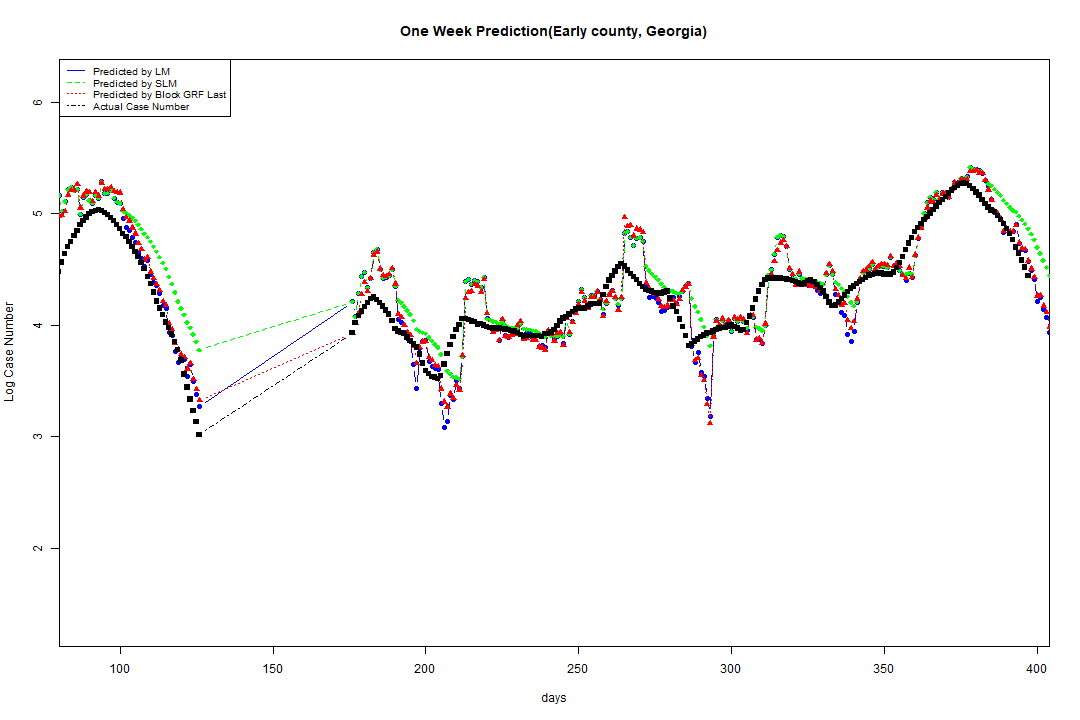 One Week Prediction(Early county, Georgia)
Predicted by LM
Predicted by SLM
Predicted by Block GRF Last
Actual Case Number
Log Case Number
6
5
4
3
2
100 150 200 250 300 350 400
days